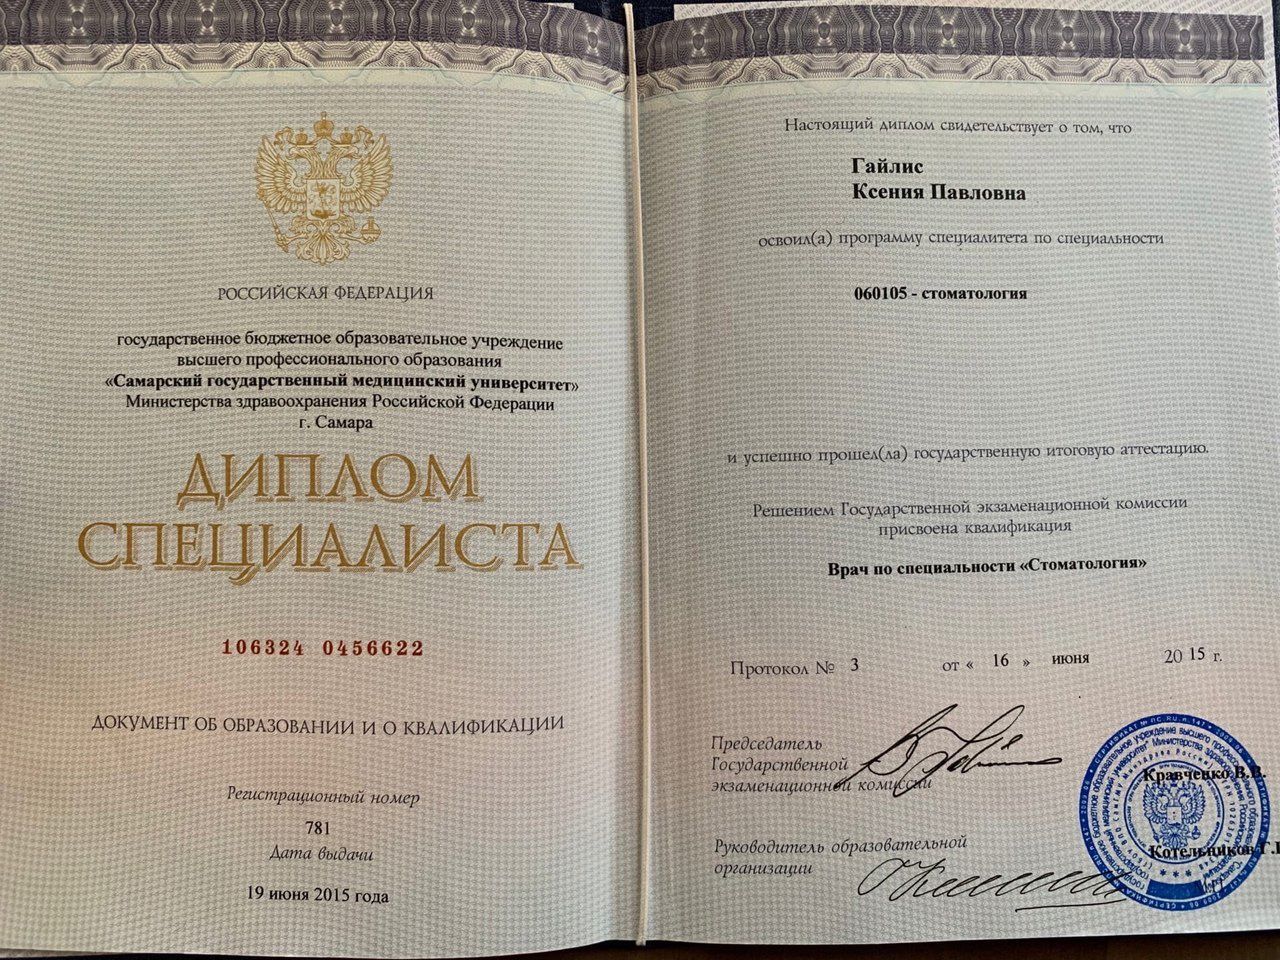 РОССИЙСКАЯ ФЕДЕРАЦИЯ
государственное бюджетное образовательное учреждение
высшего профессионального образования
«Самарский государственный медицинский университет»
Министерства здравоохранения Российской Федерации
г. Самара
ДИПЛОМ
СПЕЦИАЛИСТА
106324 0456622
ДОКУМЕНТ ОБ ОБРАЗОВАНИИ И О КВАЛИФИКАЦИИ
Регистрационный номер
781
Дата выдачи
19 июня 2015 года
Настоящий диплом свидетельствует о том, что
Гайлис
Ксения Павловна
освоил(а) программу специалитета по специальности
060105 - стоматология
и успешно прошел(ла) государственную итоговую аттестацию.
Решением Государственной экзаменационной комиссии
присвоена квалификация
Врач по специальности «Стоматология»
Протокол № 3 от « 16 » июня 20 15 г.
Председатель
Государственной
экзаменационной комиссии
Кравченко В.В.
Руководитель образовательной
организации
Котельников Г.П